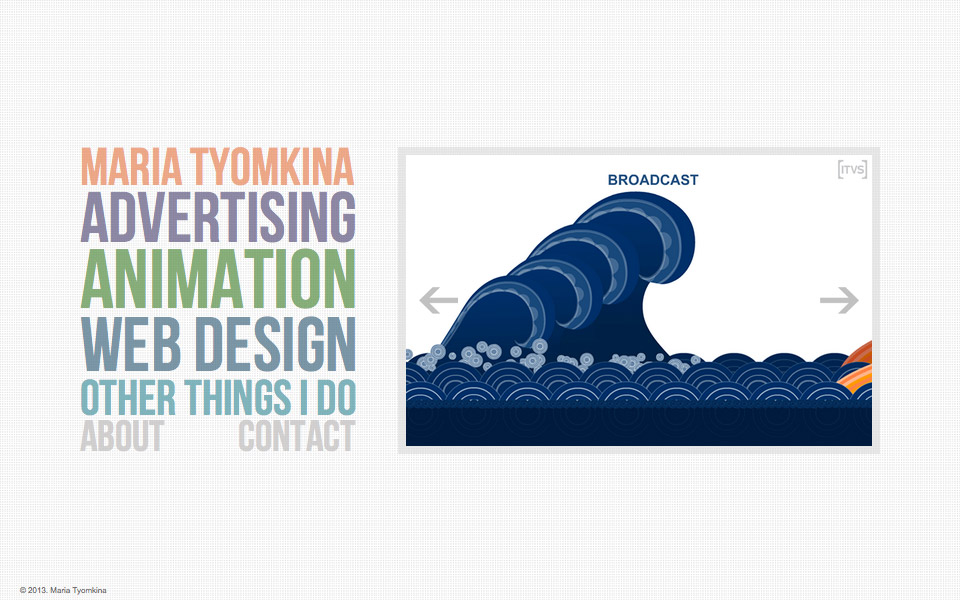 MARIA TYOMKINA
ADVERTISING
ANIMATION
WEB DESIGN
OTHER THINGS I DO
ABOUT CONTACT
[ITVS]
BROADCAST
© 2013. Maria Tyomkina